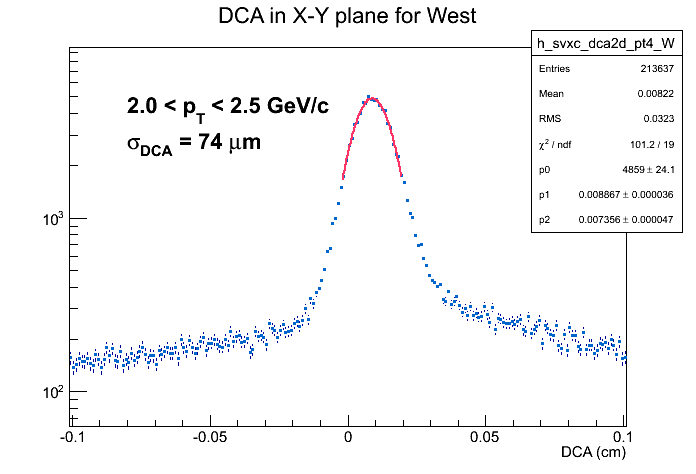 DCA in X-Y plane for West
h_svxc_dca2d_pt4_W
Entries 213637
Mean 0.00822
RMS 0.0323
χ² / ndf 101.2 / 19
p0 4859 ± 24.1
p1 0.008867 ± 0.000036
p2 0.007356 ± 0.000047
2.0 < p_T < 2.5 GeV/c
σ_DCA = 74 μm
10³
10²
-0.1 -0.05 0 0.05 0.1
DCA (cm)